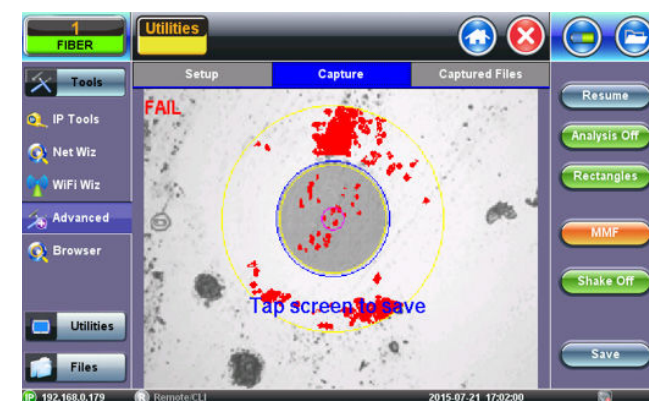 1
FIBER
Utilities
Tools
Setup
Capture
Captured Files
FAIL
IP Tools
Net Wiz
WiFi Wiz
Advanced
Browser
Utilities
Files
Tap screen to save
Resume
Analysis Off
Rectangles
MMF
Shake Off
Save
IP 192.168.0.179
R Remote/CLI
2015-07-21 17:02:00